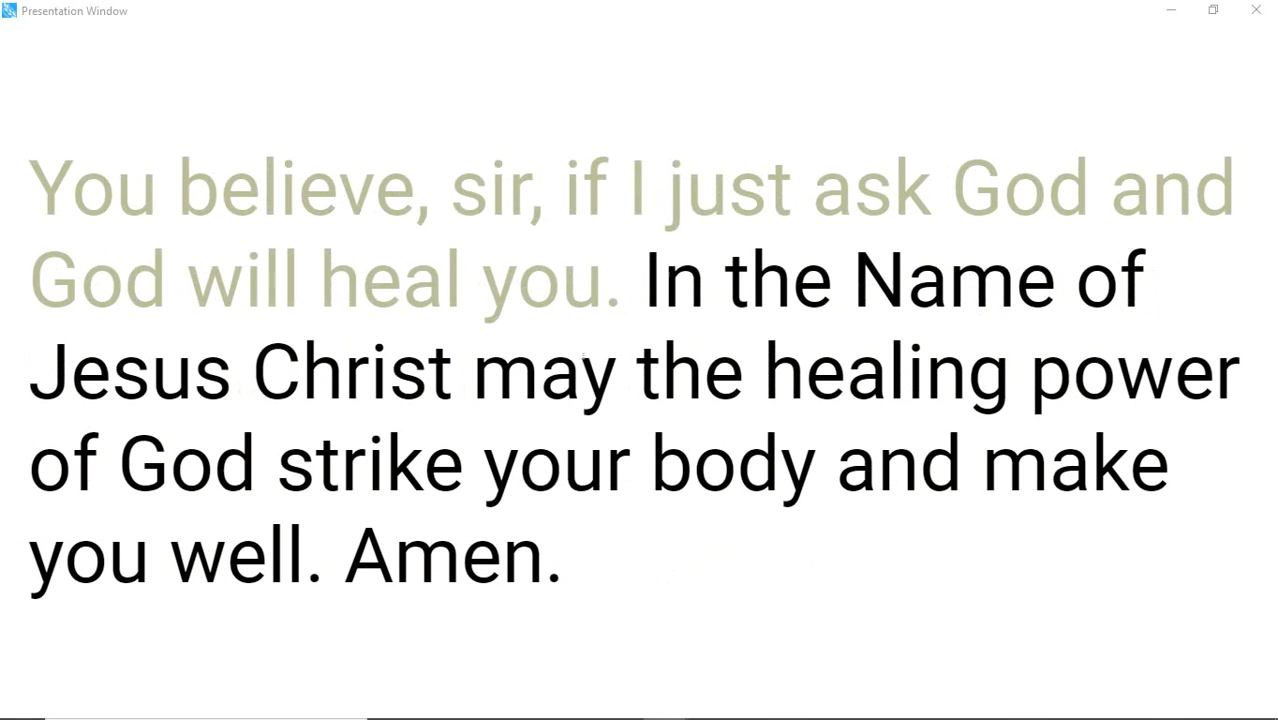 Presentation Window
You believe, sir, if I just ask God and
God will heal you. In the Name of
Jesus Christ may the healing power
of God strike your body and make
you well. Amen.